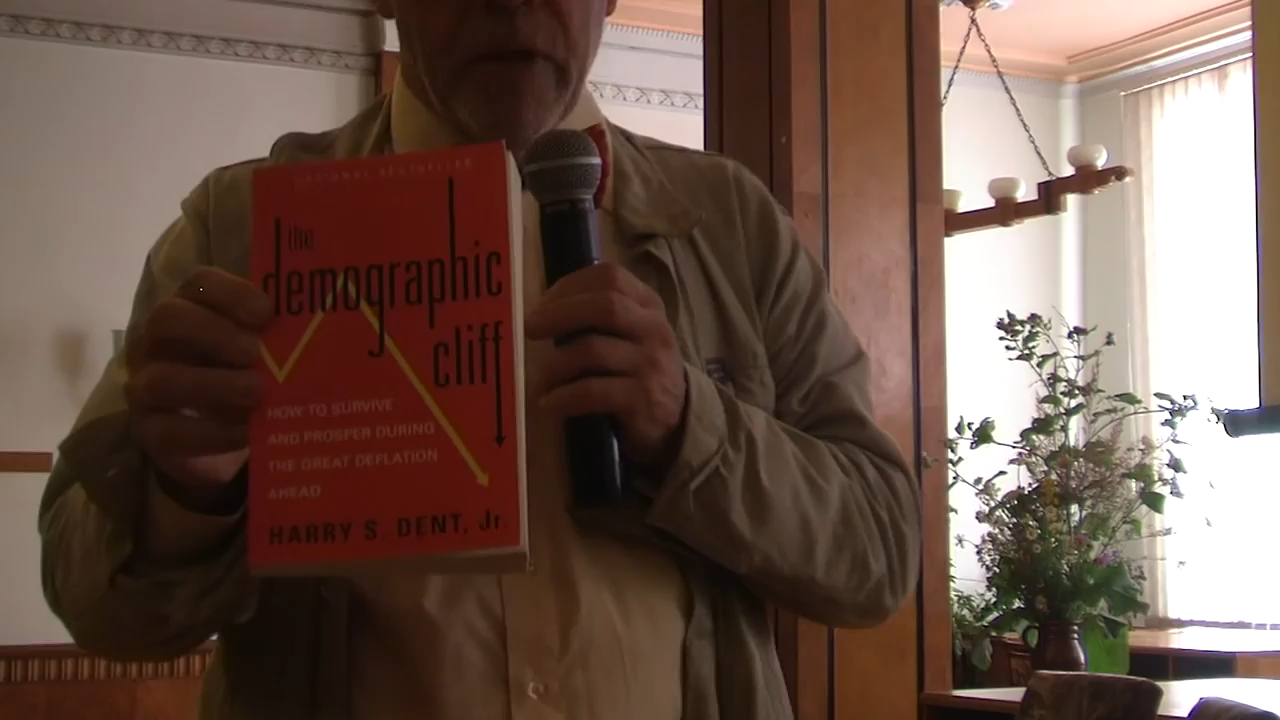 NATIONAL BESTSELLER
the
demographic
cliff
HOW TO SURVIVE
AND PROSPER DURING
THE GREAT DEFLATION
AHEAD
HARRY S. DENT, Jr.